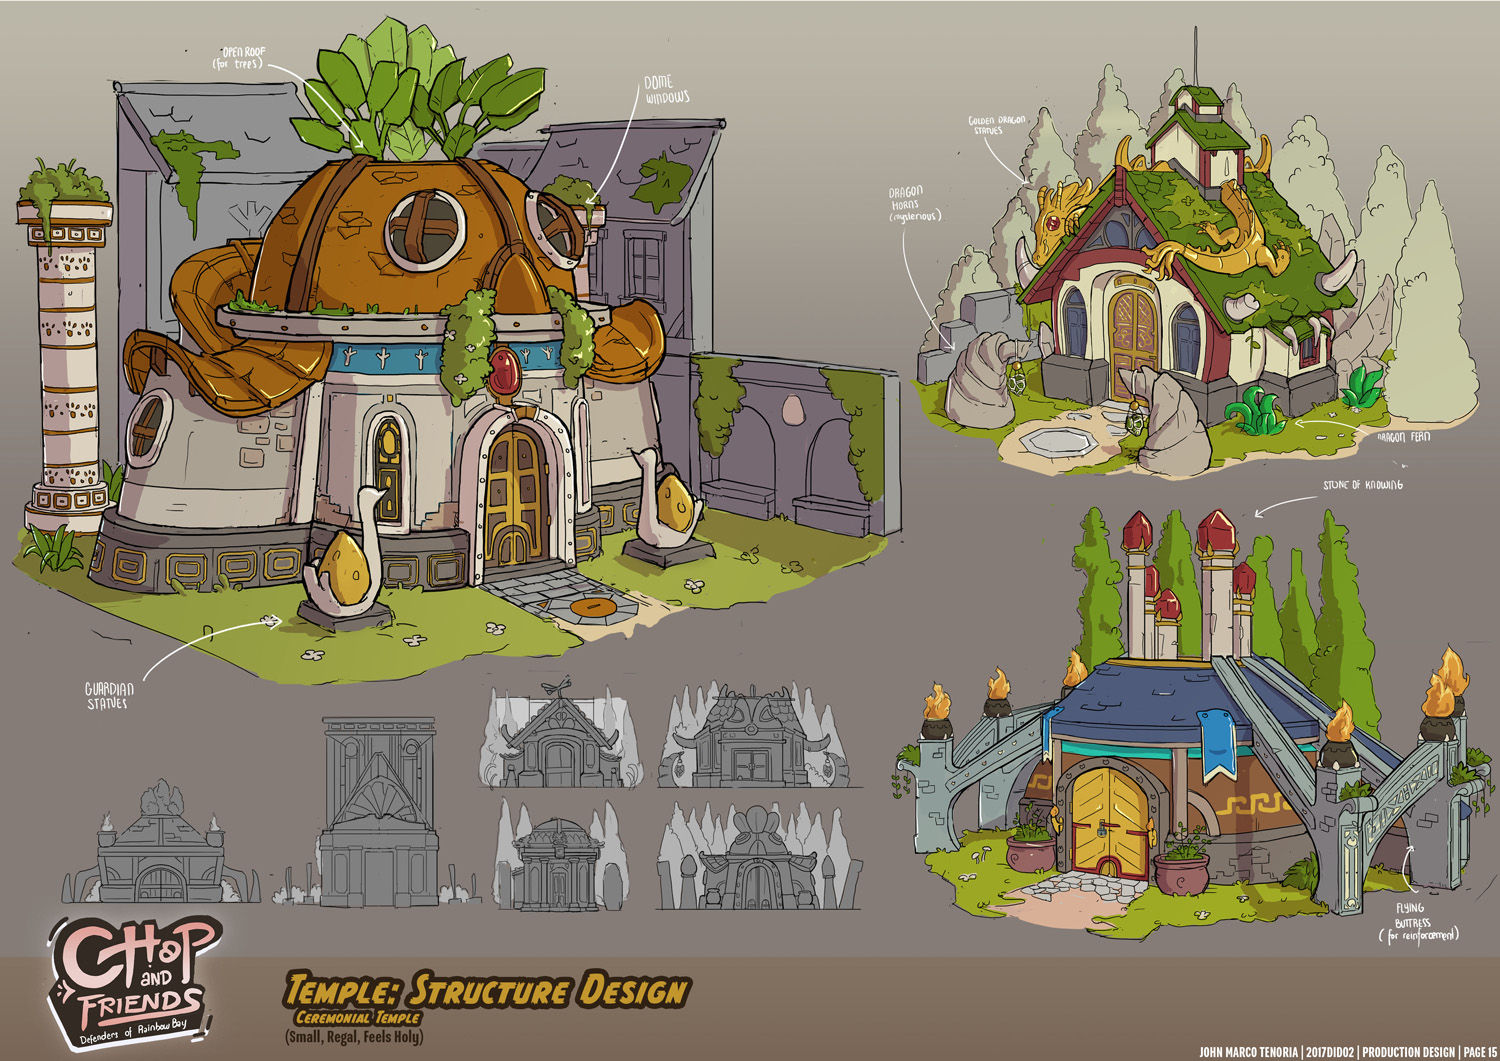 OPEN ROOF
(for trees)
DOME
WINDOWS
GOLDEN DRAGON
STATUES
DRAGON
HORNS
(mysterious)
DRAGON FERN
STONE OF KNOWING
GUARDIAN
STATUES
FLYING
BUTTRESS
(for reinforcement)
CHOP
AND
FRIENDS
Defenders of Rainbow Bay
TEMPLE: STRUCTURE DESIGN
CEREMONIAL TEMPLE
(Small, Regal, Feels Holy)
JOHN MARCO TENORIA | 2017DID02 | PRODUCTION DESIGN | PAGE 15